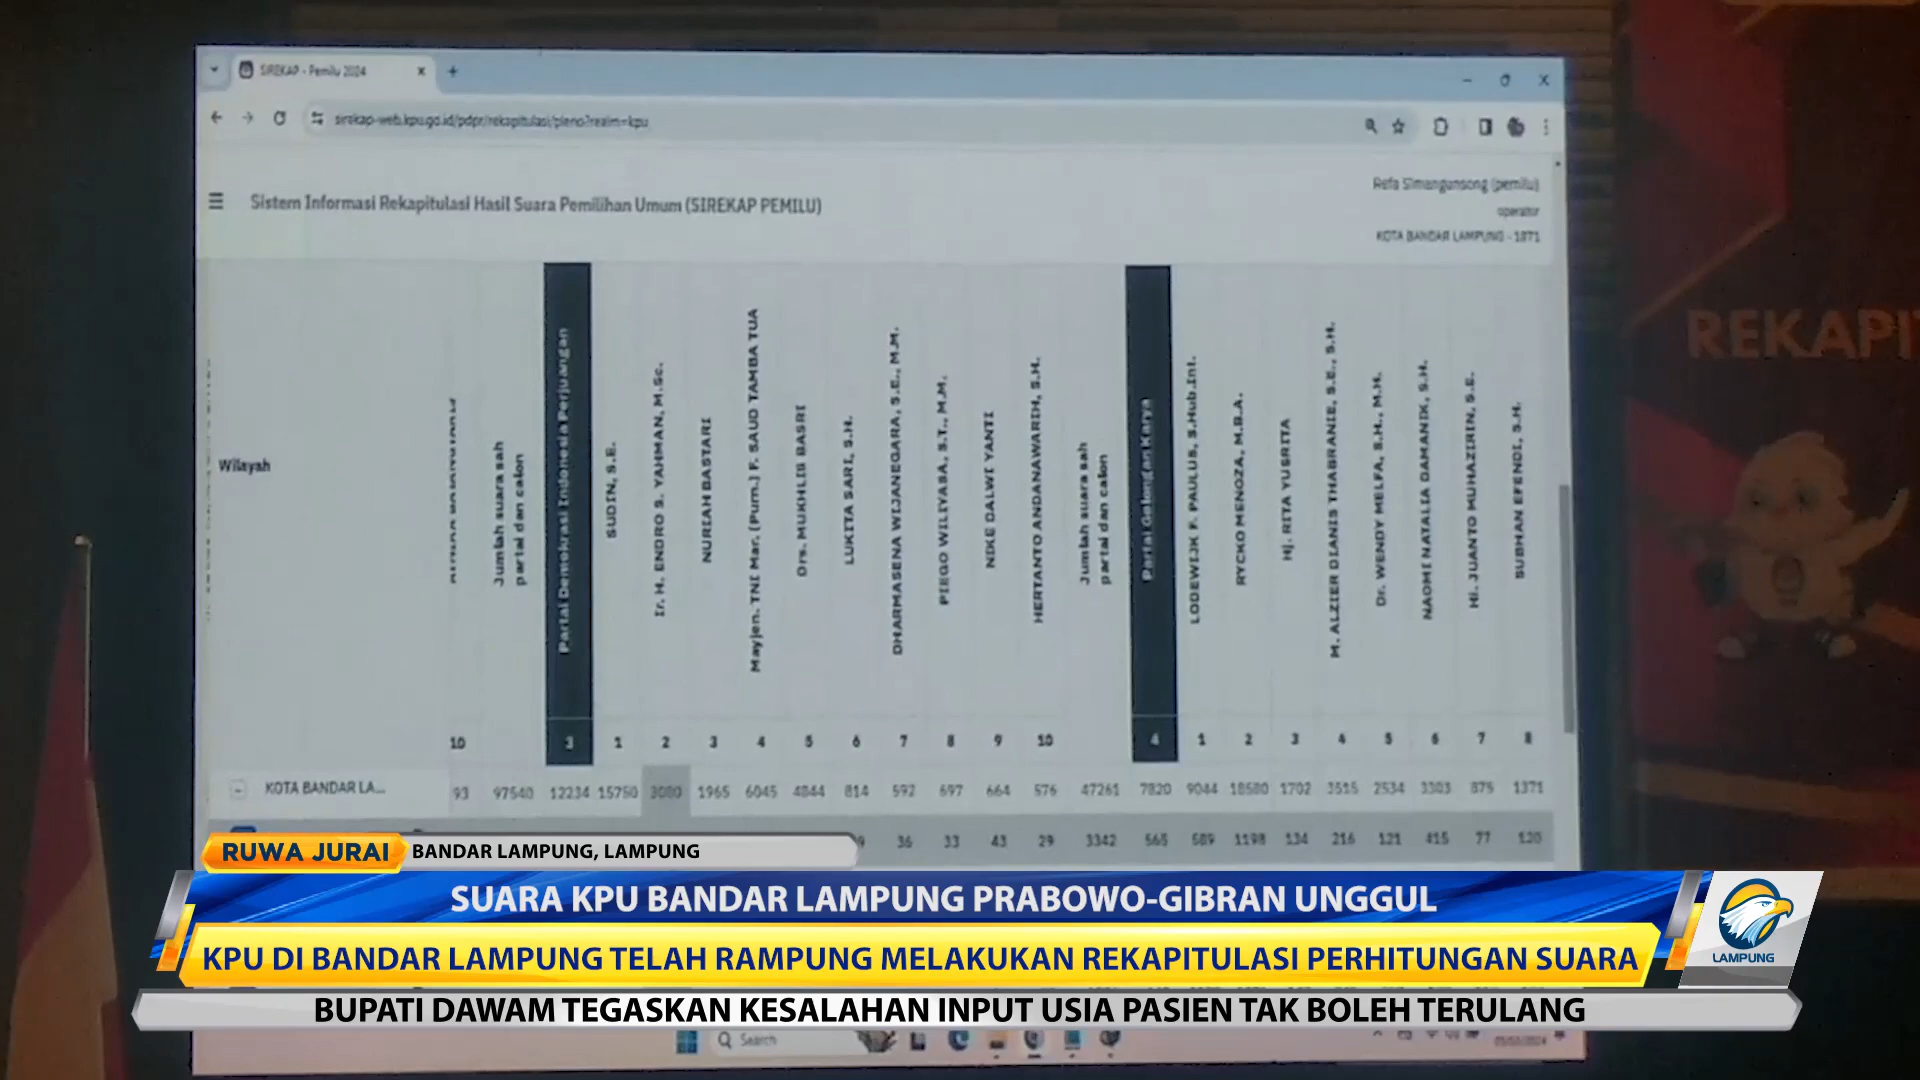 SIREKAP - Pemilu 2024
sirekap-web.kpu.go.id/pdpr/rekapitulasi/pleno?realm=kpu
Sistem Informasi Rekapitulasi Hasil Suara Pemilihan Umum (SIREKAP PEMILU)
Refa Simangunsong (pemilu)
operator
KOTA BANDAR LAMPUNG - 1871
REKAPI
Wilayah
Jumlah suara sah
partai dan calon
Partai Demokrasi Indonesia Perjuangan
SUDIN, S.E.
Ir. H. ENDRO S. YAHMAN, M.Sc.
NURIAH BASTARI
Mayjen. TNI Mar. (Purn.) F. SAUD TAMBA TUA
Drs. MUKHLIS BASRI
LUKITA SARI, S.H.
DHARMASENA WIJANEGARA, S.E., M.M.
PIEGO WILIYASA, S.T., M.M.
NIKE DALWI YANTI
HERTANTO ANDANAWARIH, S.H.
Jumlah suara sah
partai dan calon
Partai Golongan Karya
LODEWIJK F. PAULUS, S.Hub.Int.
RYCKO MENOZA, M.B.A.
Hj. RITA YUSRITA
M. ALZIER DIANIS THABRANIE, S.E., S.H.
Dr. WENDY MELFA, S.H., M.H.
NAOMI NATALIA DAMANIK, S.H.
Hi. JUANTO MUHAZIRIN, S.E.
SUBHAN EFENDI, S.H.
10 3 1 2 3 4 5 6 7 8 9 10 4 1 2 3 4 5 6 7 8
KOTA BANDAR LA... 93 97540 12234 15750 3080 1965 6045 4844 814 592 697 664 576 47261 7820 9044 18580 1702 3515 2534 3303 875 1371
36 33 43 29 3342 565 589 1198 134 216 121 415 77 120
RUWA JURAI
BANDAR LAMPUNG, LAMPUNG
SUARA KPU BANDAR LAMPUNG PRABOWO-GIBRAN UNGGUL
KPU DI BANDAR LAMPUNG TELAH RAMPUNG MELAKUKAN REKAPITULASI PERHITUNGAN SUARA
LAMPUNG
BUPATI DAWAM TEGASKAN KESALAHAN INPUT USIA PASIEN TAK BOLEH TERULANG
Search